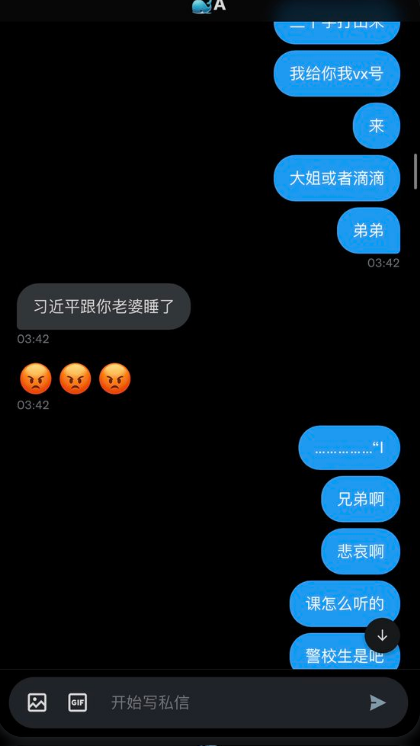 A
我给你我vx号
来
大姐或者滴滴
弟弟
03:42
习近平跟你老婆睡了
03:42
03:42
……………“I
兄弟啊
悲哀啊
课怎么听的
警校生是吧
GIF
开始写私信